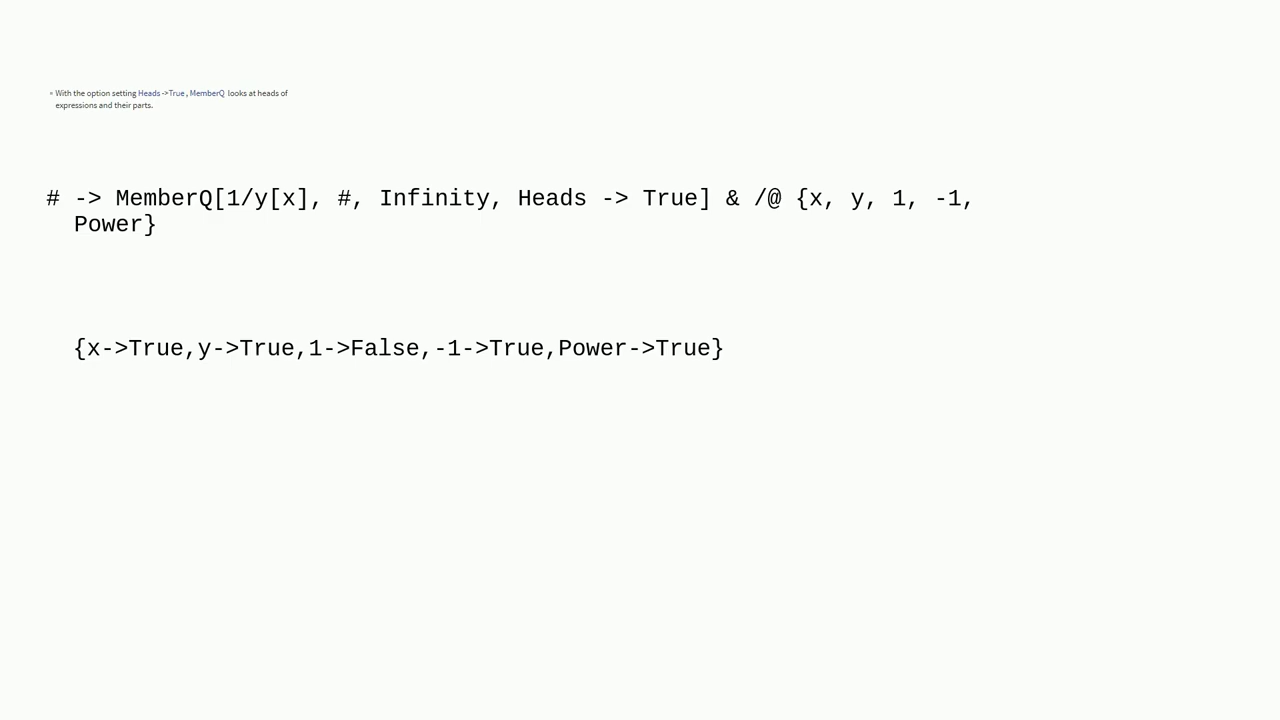 ▫ With the option setting Heads ->True , MemberQ looks at heads of
expressions and their parts.
# -> MemberQ[1/y[x], #, Infinity, Heads -> True] & /@ {x, y, 1, -1,
Power}
{x->True,y->True,1->False,-1->True,Power->True}